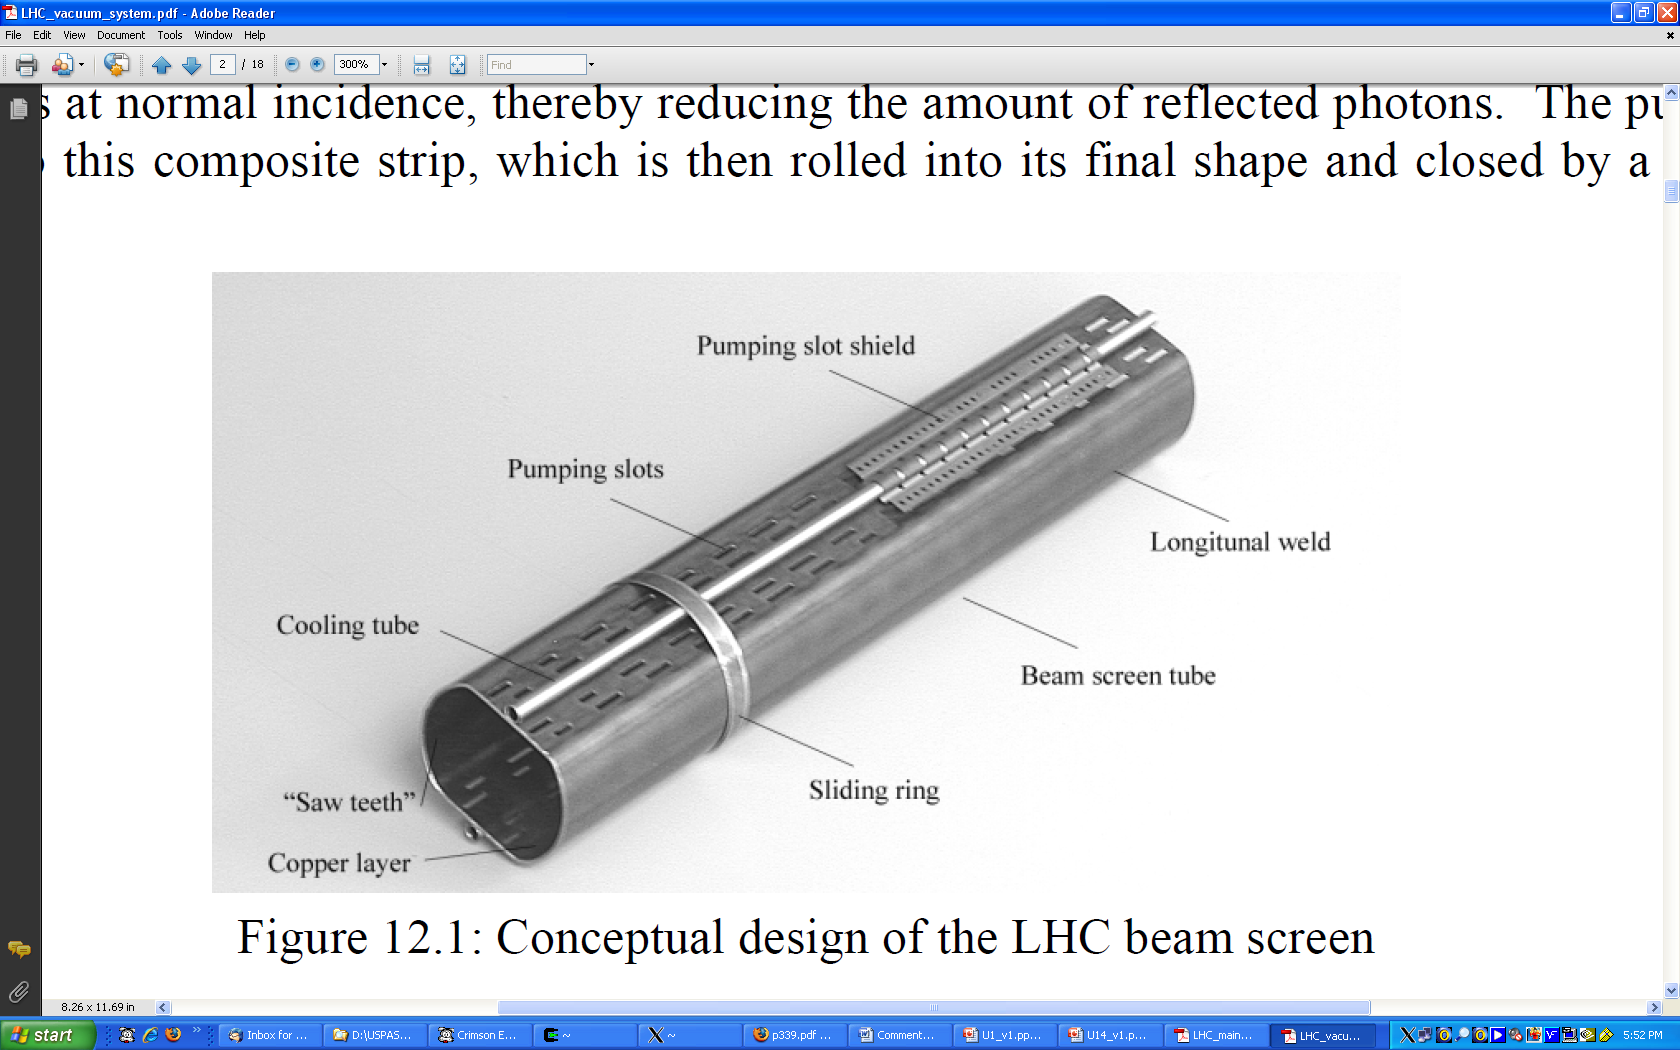 LHC_vacuum_system.pdf - Adobe Reader
File Edit View Document Tools Window Help
2 / 18 300% Find
s at normal incidence, thereby reducing the amount of reflected photons. The pu
this composite strip, which is then rolled into its final shape and closed by a
Pumping slot shield
Pumping slots
Longitunal weld
Cooling tube
Beam screen tube
Sliding ring
“Saw teeth”
Copper layer
Figure 12.1: Conceptual design of the LHC beam screen
8.26 x 11.69 in
start Inbox for ... D:\USPAS... Crimson E... ~ ~ p339.pdf ... Comment... U1_v1.pp... U14_v1.p... LHC_main... LHC_vacu... 5:52 PM